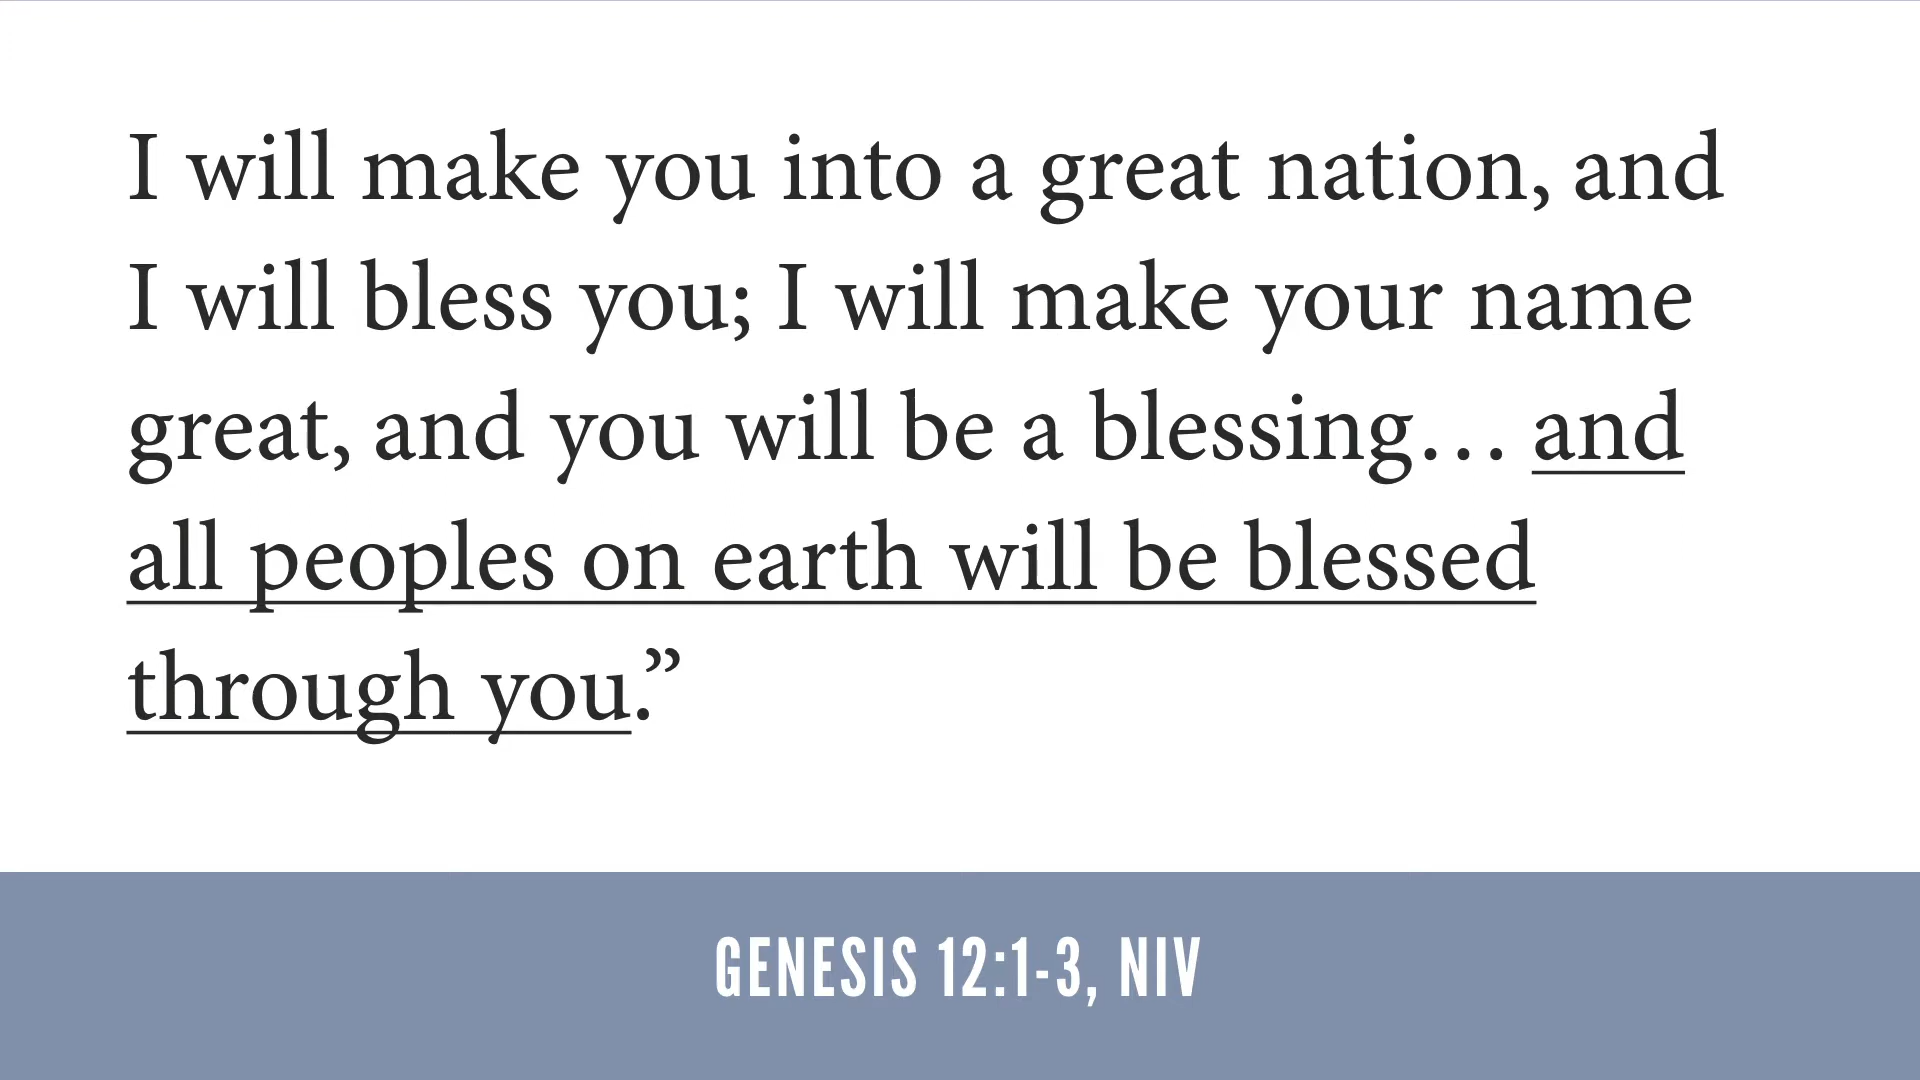 I will make you into a great nation, and
I will bless you; I will make your name
great, and you will be a blessing… and
all peoples on earth will be blessed
through you.”
GENESIS 12:1-3, NIV